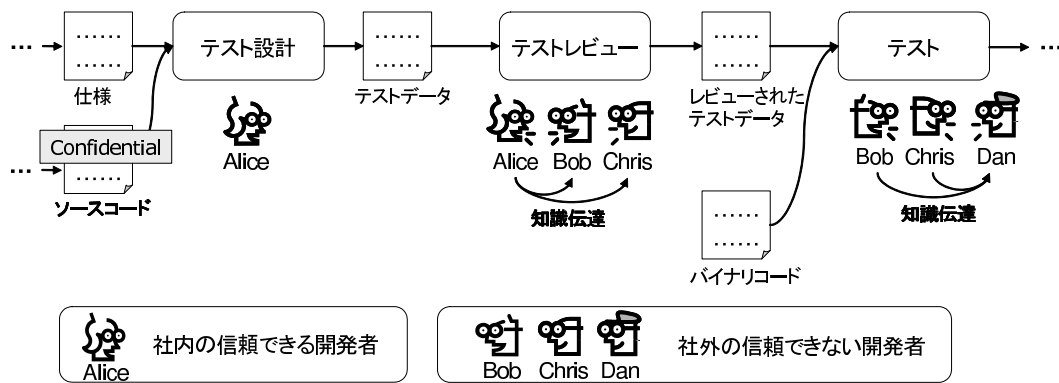 ... テスト設計 テストレビュー テスト ...
仕様
テストデータ
レビューされた
テストデータ
Confidential
Alice
Alice Bob Chris
Bob Chris Dan
ソースコード
知識伝達
知識伝達
バイナリコード
社内の信頼できる開発者
Alice
社外の信頼できない開発者
Bob Chris Dan